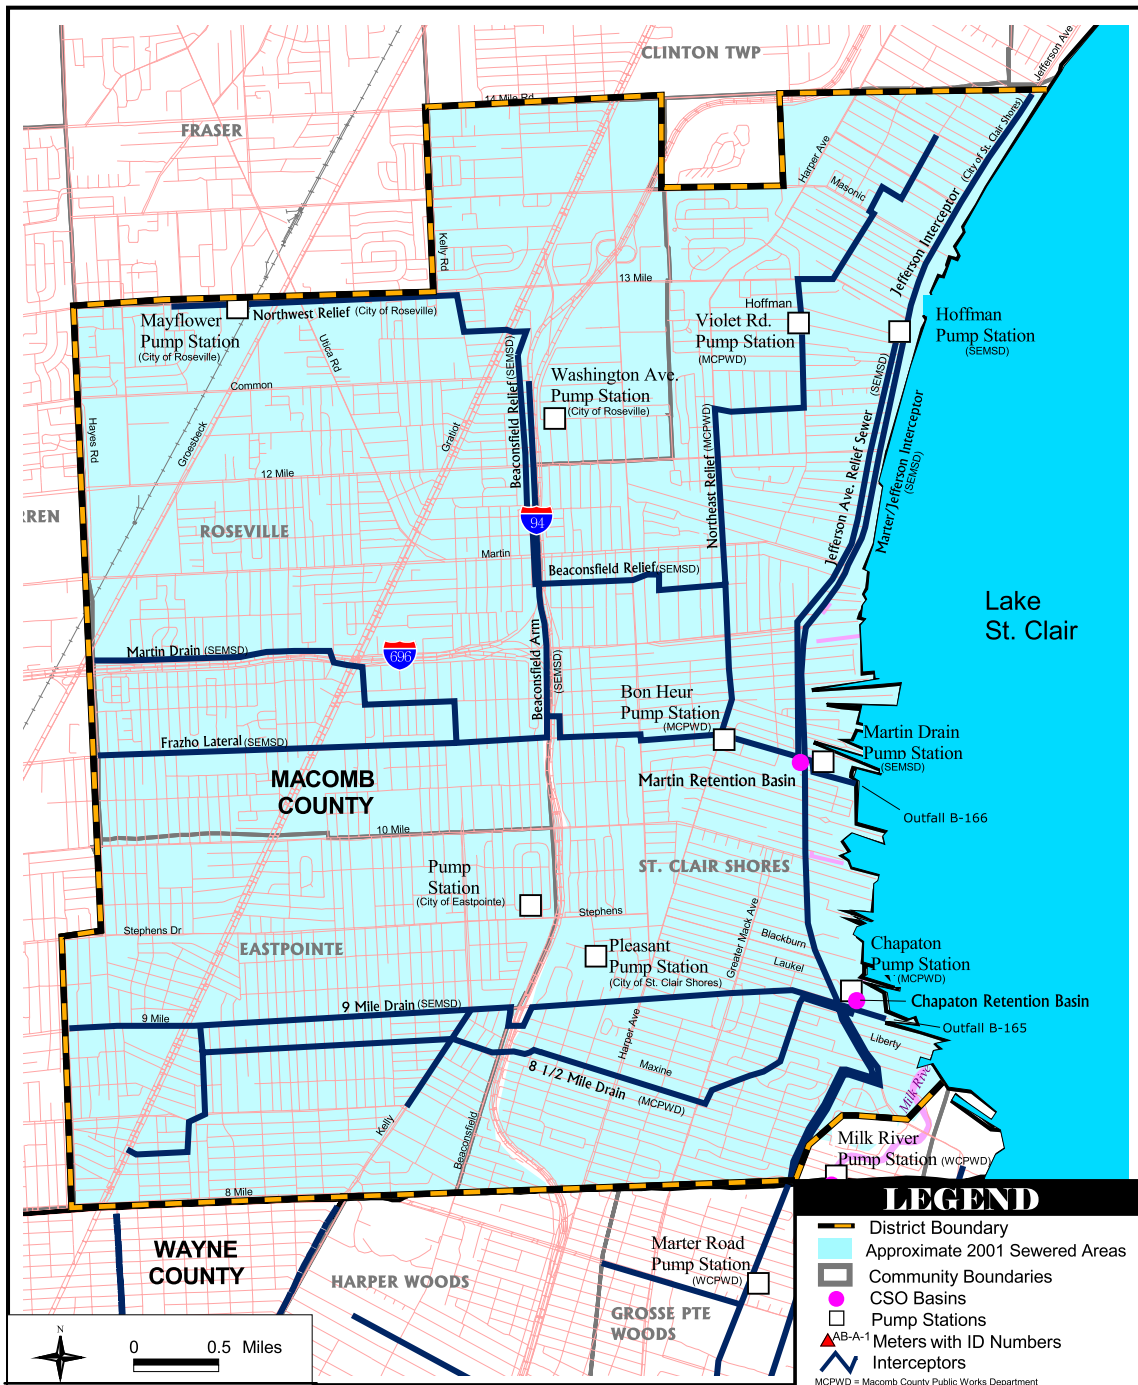 CLINTON TWP
Jefferson Ave
14 Mile Rd
FRASER
Harper Ave
(City of St. Clair Shores)
Masonic
Jefferson Interceptor
Kelly Rd
13 Mile
Hoffman
Mayflower
Pump Station
(City of Roseville)
Northwest Relief (City of Roseville)
Violet Rd.
Pump Station
(MCPWD)
Hoffman
Pump Station
(SEMSD)
Utica Rd
Common
Washington Ave.
Pump Station
(City of Roseville)
Beaconsfield Relief (SEMSD)
Hayes Rd
Groesbeck
Gratiot
Northeast Relief (MCPWD)
Jefferson Ave. Relief Sewer (SEMSD)
Marter/Jefferson Interceptor
(SEMSD)
12 Mile
RREN
ROSEVILLE
94
Martin
Beaconsfield Relief (SEMSD)
Lake
St. Clair
Martin Drain (SEMSD)
696
Beaconsfield Arm
(SEMSD)
Bon Heur
Pump Station
(MCPWD)
Frazho Lateral (SEMSD)
Martin Drain
Pump Station
(SEMSD)
MACOMB
COUNTY
Martin Retention Basin
Outfall B-166
10 Mile
Pump
Station
(City of Eastpointe)
ST. CLAIR SHORES
Stephens
Stephens Dr
EASTPOINTE
Greater Mack Ave
Blackburn
Laukel
Pleasant
Pump Station
(City of St. Clair Shores)
Chapaton
Pump Station
(MCPWD)
Chapaton Retention Basin
9 Mile
9 Mile Drain (SEMSD)
Outfall B-165
Harper Ave
Liberty
8 1/2 Mile Drain (MCPWD)
Maxine
Milk Rive
Kelly
Beaconsfield
Milk River
Pump Station (WCPWD)
8 Mile
WAYNE
COUNTY
HARPER WOODS
Marter Road
Pump Station
(WCPWD)
GROSSE PTE
WOODS
N
0 0.5 Miles
LEGEND
District Boundary
Approximate 2001 Sewered Areas
Community Boundaries
CSO Basins
Pump Stations
AB-A-1 Meters with ID Numbers
Interceptors
MCPWD = Macomb County Public Works Department